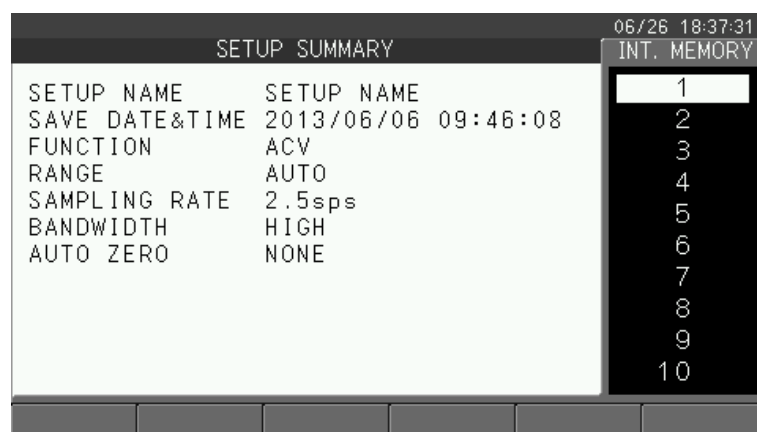 06/26 18:37:31
SETUP SUMMARY
INT. MEMORY
SETUP NAME SETUP NAME
SAVE DATE&TIME 2013/06/06 09:46:08
FUNCTION ACV
RANGE AUTO
SAMPLING RATE 2.5sps
BANDWIDTH HIGH
AUTO ZERO NONE
1
2
3
4
5
6
7
8
9
10